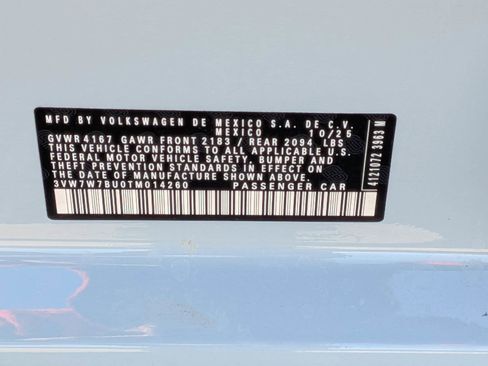 MFD BY VOLKSWAGEN DE MEXICO S.A. DE C.V.
MEXICO 10/25
GVWR 4167 GAWR FRONT 2183 / REAR 2094 LBS
THIS VEHICLE CONFORMS TO ALL APPLICABLE U.S.
FEDERAL MOTOR VEHICLE SAFETY, BUMPER AND
THEFT PREVENTION STANDARDS IN EFFECT ON
THE DATE OF MANUFACTURE SHOWN ABOVE.
3VW7W7BU0TM014260 PASSENGER CAR
4121072 3963 M